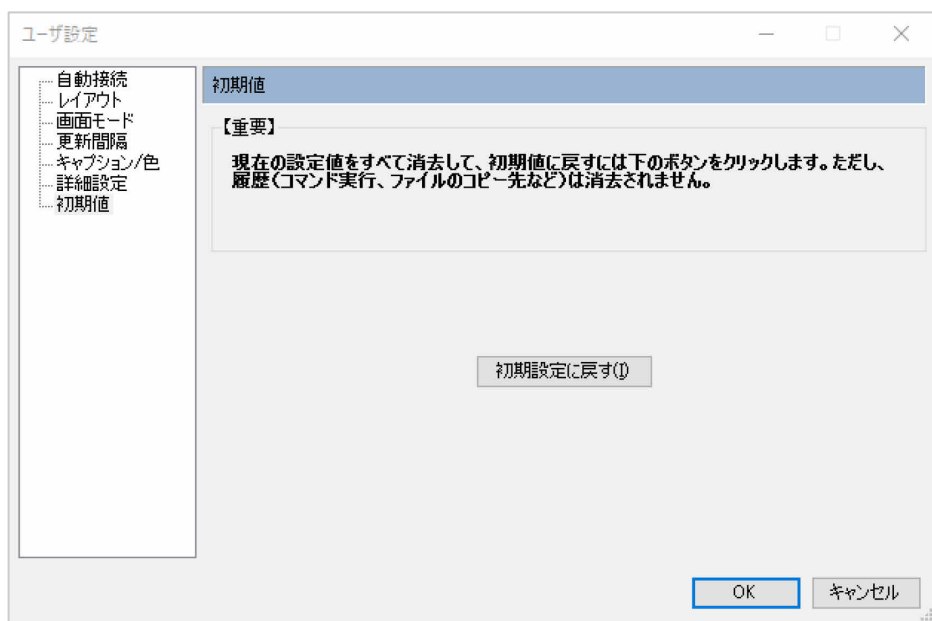 ユーザ設定
自動接続
レイアウト
画面モード
更新間隔
キャプション/色
詳細設定
初期値
初期値
【重要】
現在の設定値をすべて消去して、初期値に戻すには下のボタンをクリックします。ただし、
履歴(コマンド実行、ファイルのコピー先など)は消去されません。
初期設定に戻す(I)
OK
キャンセル